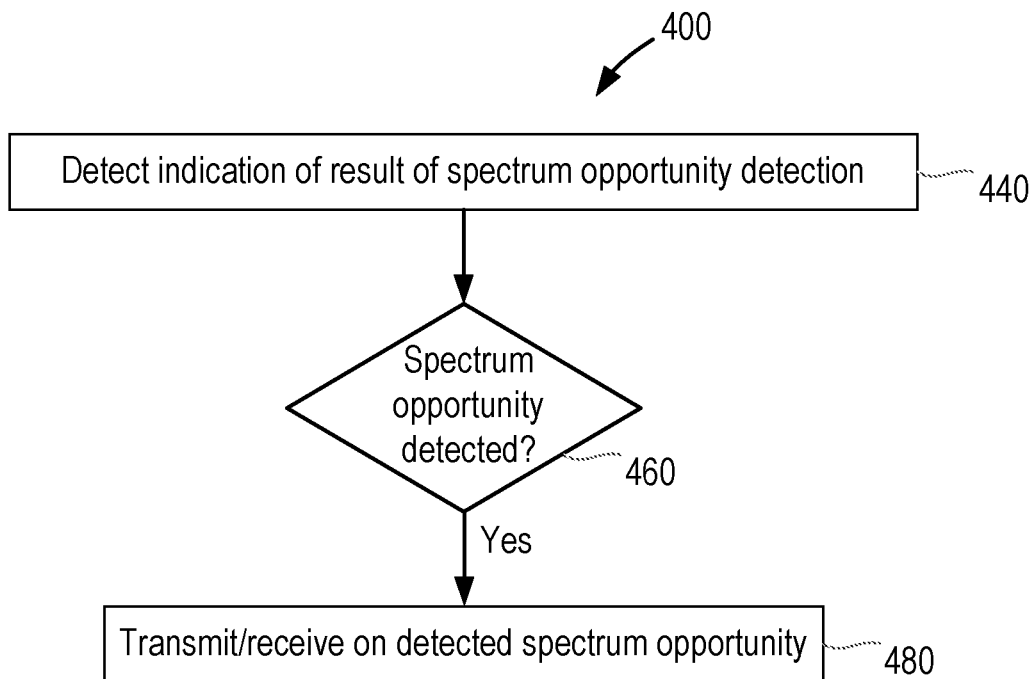 400
Detect indication of result of spectrum opportunity detection
440
Spectrum
opportunity
detected?
460
Yes
Transmit/receive on detected spectrum opportunity
480